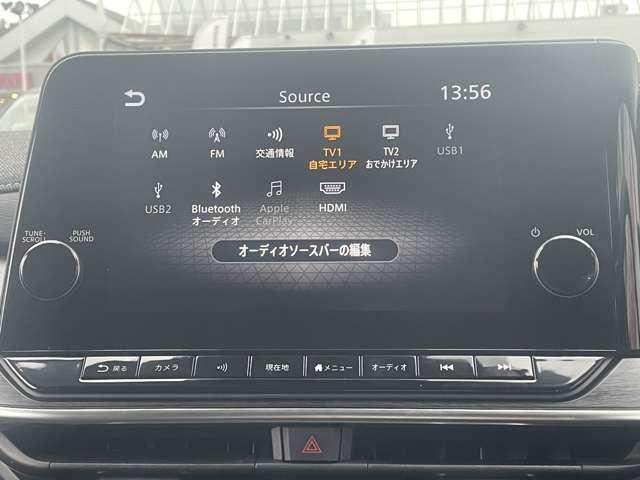 Source
13:56
AM
FM
交通情報
TV1
自宅エリア
TV2
おでかけエリア
USB1
USB2
Bluetooth
オーディオ
Apple
CarPlay
HDMI
オーディオソースバーの編集
TUNE・
SCROLL
PUSH
SOUND
VOL
戻る
カメラ
現在地
メニュー
オーディオ